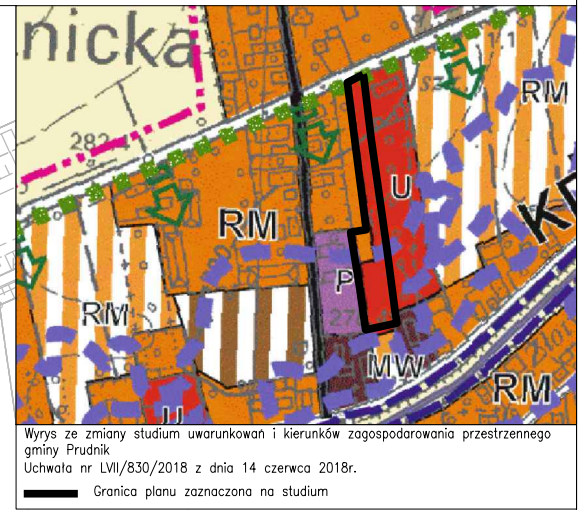 nicka
282.4
RM
U
RM
P
RM
MW
RM
U
Wyrys ze zmiany studium uwarunkowań i kierunków zagospodarowania przestrzennego
gminy Prudnik
Uchwała nr LVII/830/2018 z dnia 14 czerwca 2018r.
Granica planu zaznaczona na studium